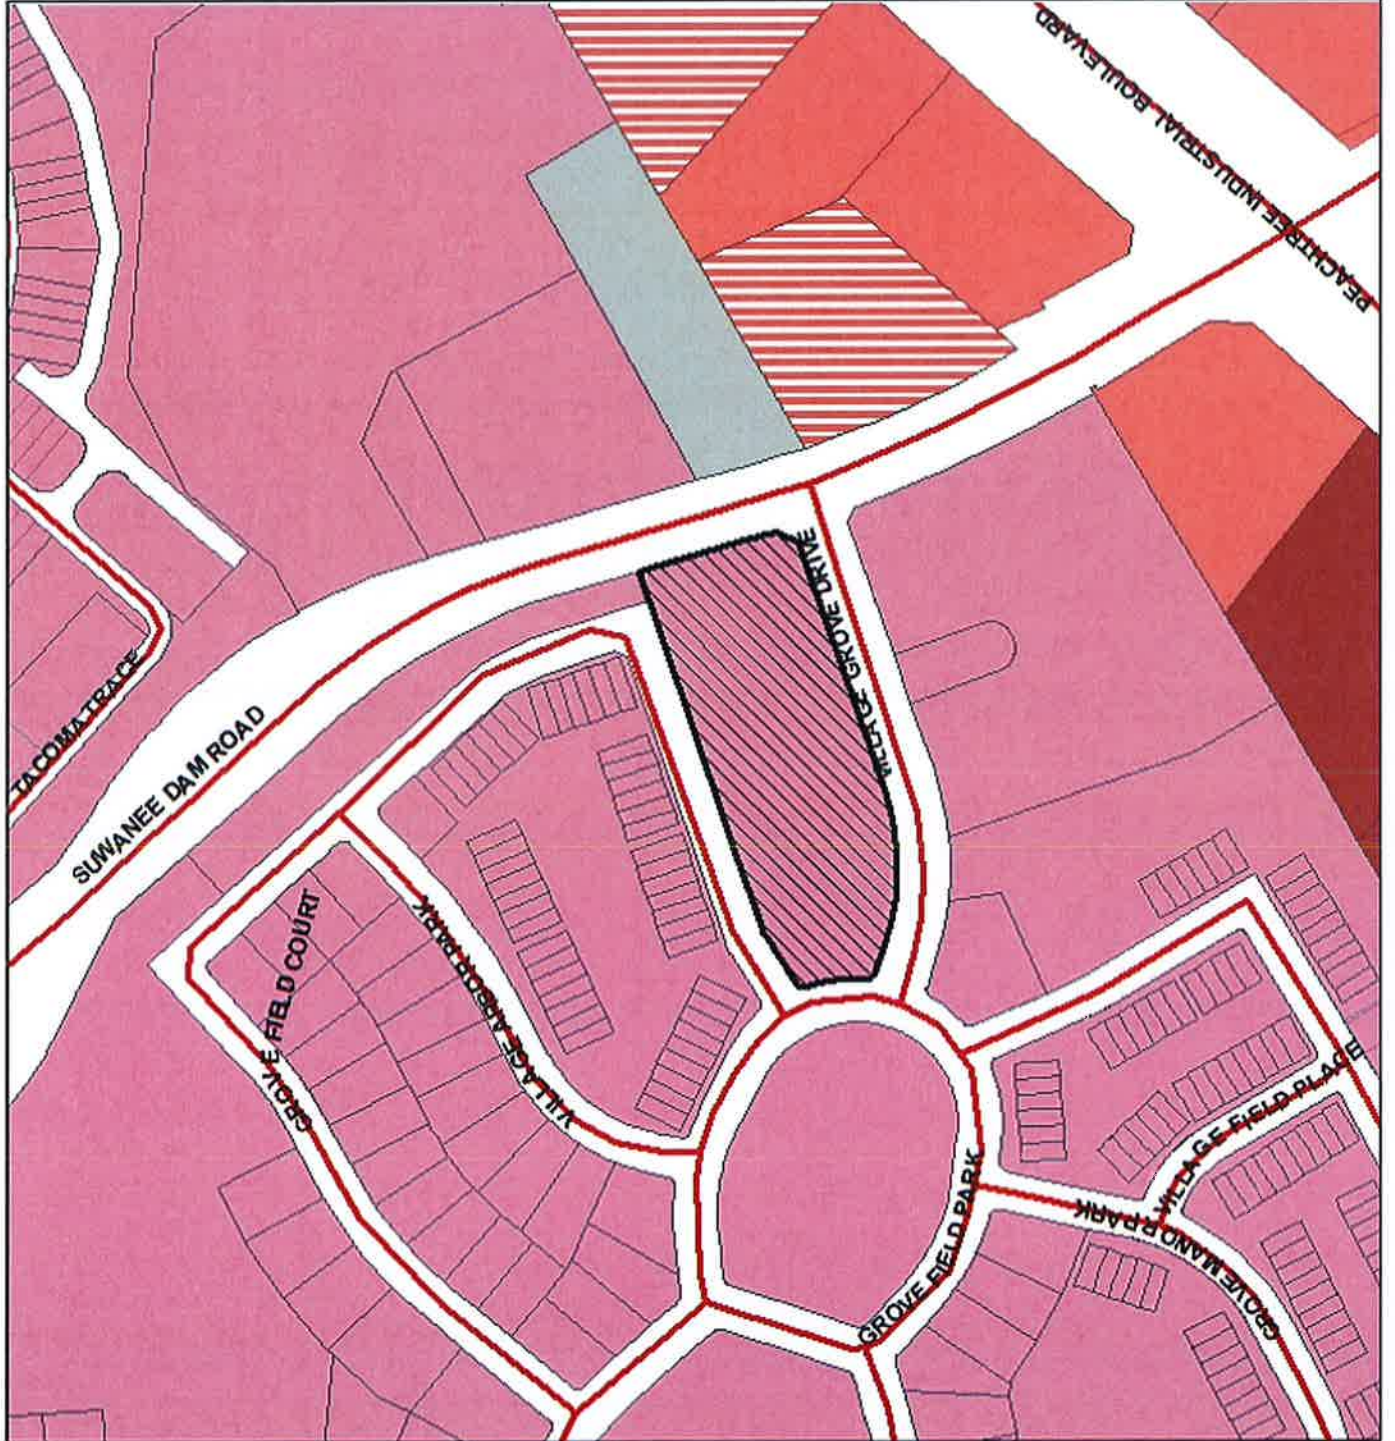 PEACHTREE INDUSTRIAL BOULEVARD
VILLAGE GROVE DRIVE
TACOMA TRACE
SUWANEE DAM ROAD
GROVE FIELD COURT
VILLAGE ARBOR PARK
VILLAGE FIELD PLACE
GROVE MANOR PARK
GROVE FIELD PARK